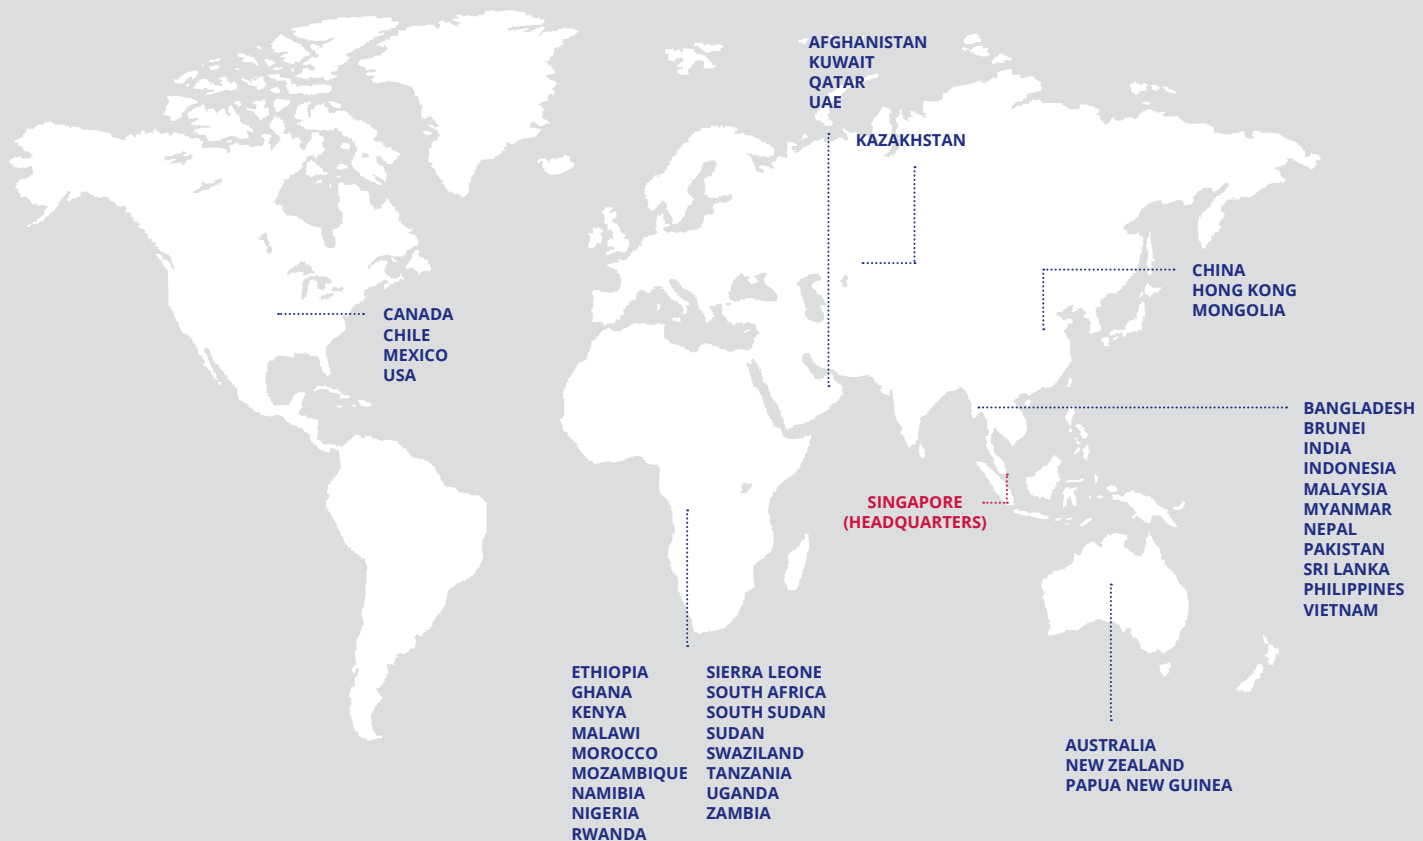 AFGHANISTAN
KUWAIT
QATAR
UAE
KAZAKHSTAN
CHINA
HONG KONG
MONGOLIA
CANADA
CHILE
MEXICO
USA
BANGLADESH
BRUNEI
INDIA
INDONESIA
MALAYSIA
MYANMAR
NEPAL
PAKISTAN
SRI LANKA
PHILIPPINES
VIETNAM
SINGAPORE
(HEADQUARTERS)
ETHIOPIA
GHANA
KENYA
MALAWI
MOROCCO
MOZAMBIQUE
NAMIBIA
NIGERIA
RWANDA
SIERRA LEONE
SOUTH AFRICA
SOUTH SUDAN
SUDAN
SWAZILAND
TANZANIA
UGANDA
ZAMBIA
AUSTRALIA
NEW ZEALAND
PAPUA NEW GUINEA